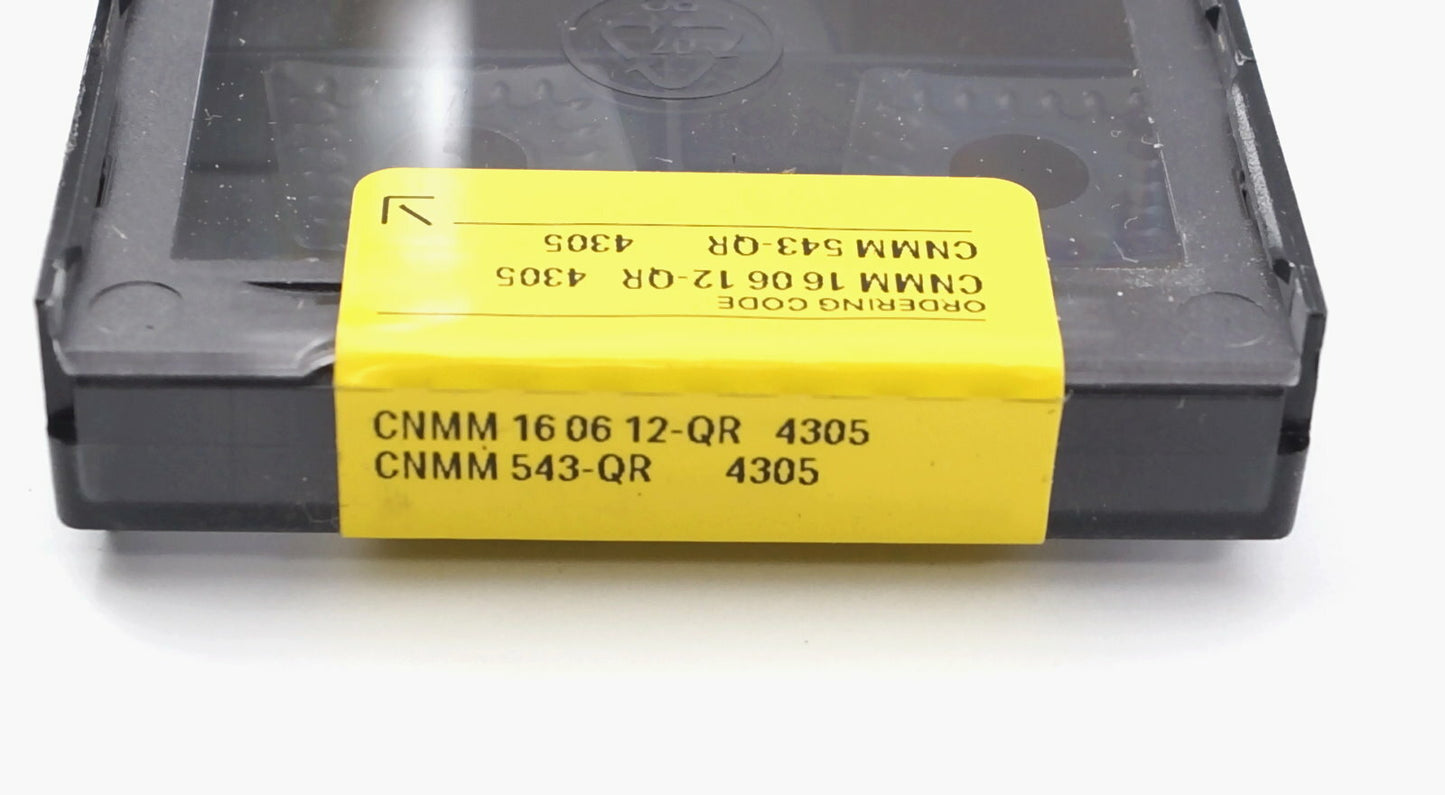 ORDERING CODE
CNMM 16 06 12-QR 4305
CNMM 543-QR 4305
CNMM 16 06 12-QR 4305
CNMM 543-QR 4305